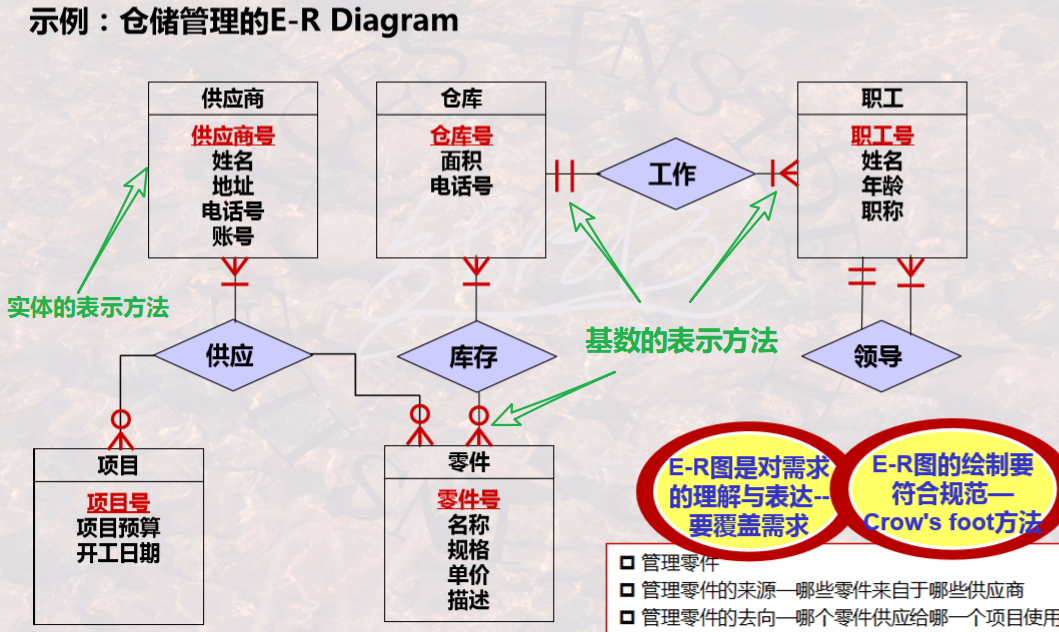 示例：仓储管理的E-R Diagram
供应商
供应商号
姓名
地址
电话号
账号
仓库
仓库号
面积
电话号
工作
职工
职工号
姓名
年龄
职称
实体的表示方法
供应
库存
基数的表示方法
领导
项目
项目号
项目预算
开工日期
零件
零件号
名称
规格
单价
描述
E-R图是对需求
的理解与表达--
要覆盖需求
E-R图的绘制要
符合规范—
Crow's foot方法
管理零件
管理零件的来源—哪些零件来自于哪些供应商
管理零件的去向—哪个零件供应给哪一个项目使用